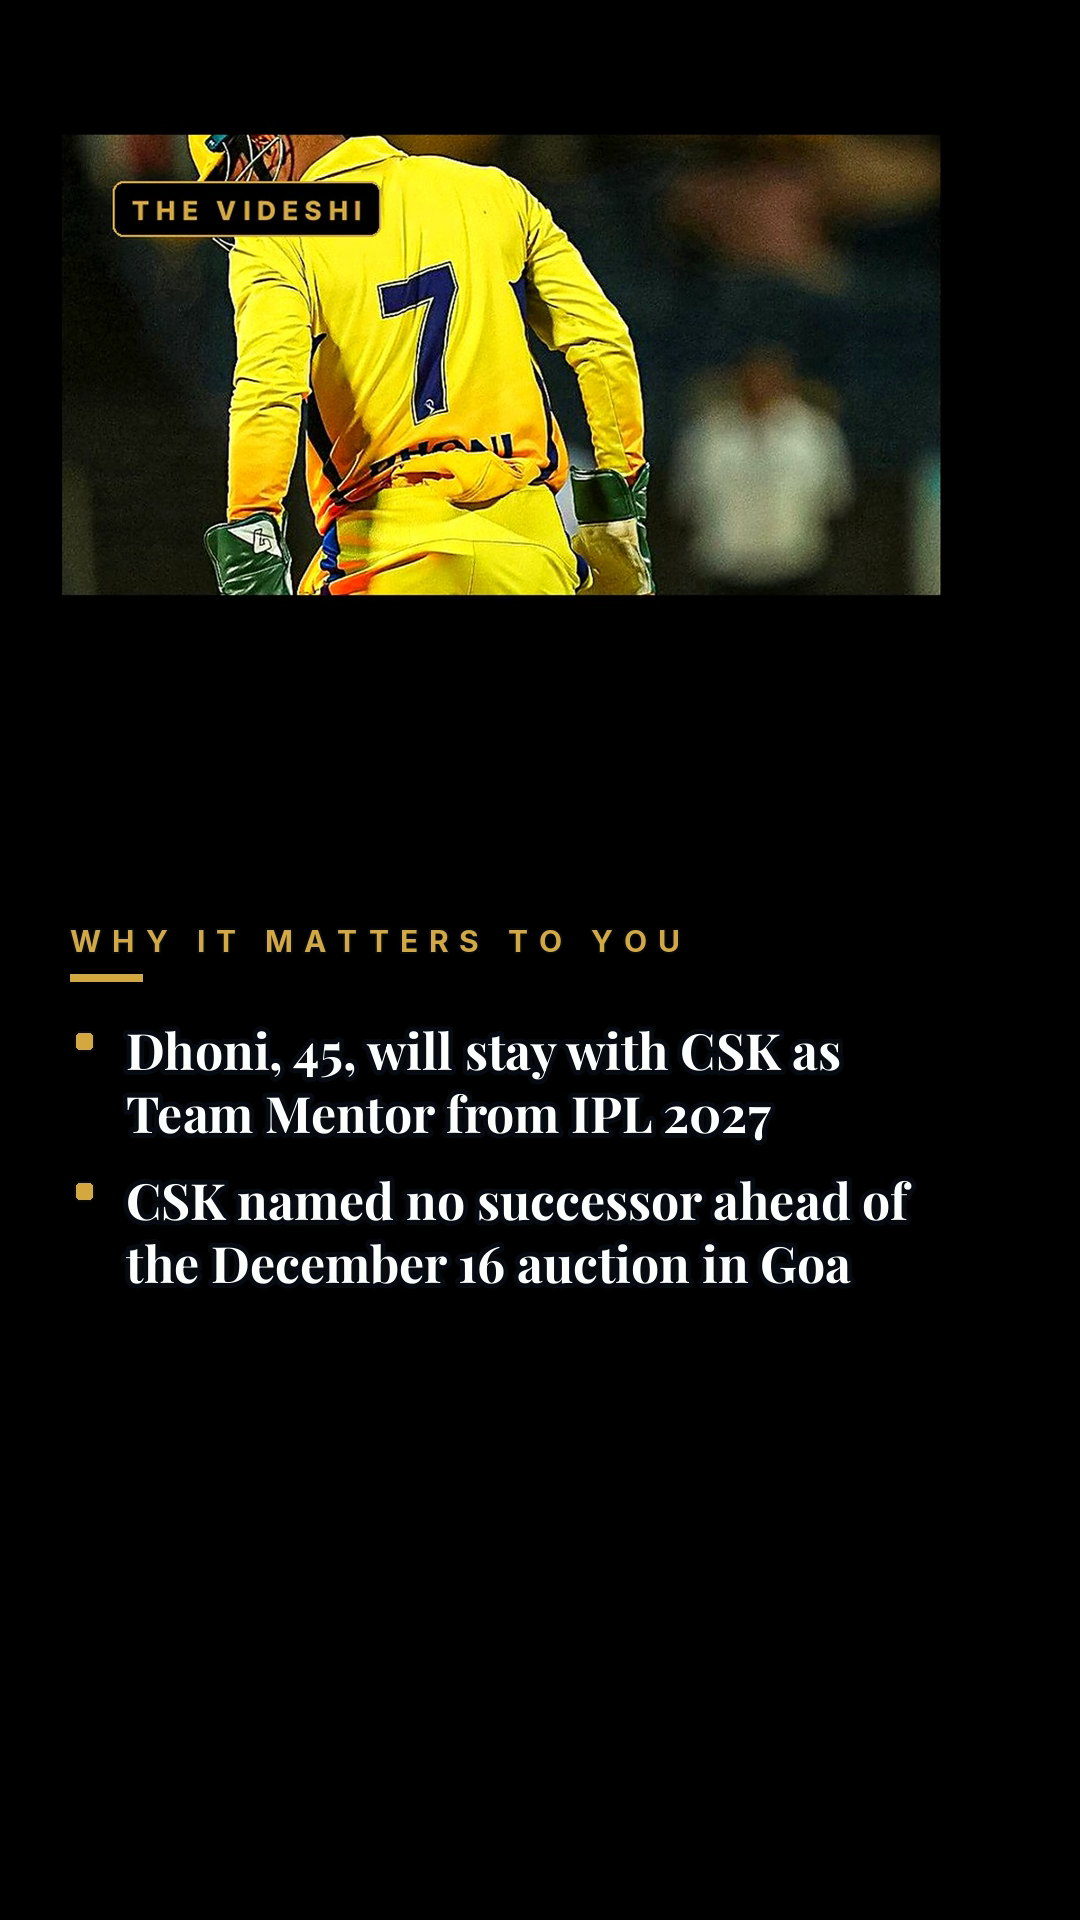 THE VIDESHI
7
DHONI
WHY IT MATTERS TO YOU
Dhoni, 45, will stay with CSK as
Team Mentor from IPL 2027
CSK named no successor ahead of
the December 16 auction in Goa